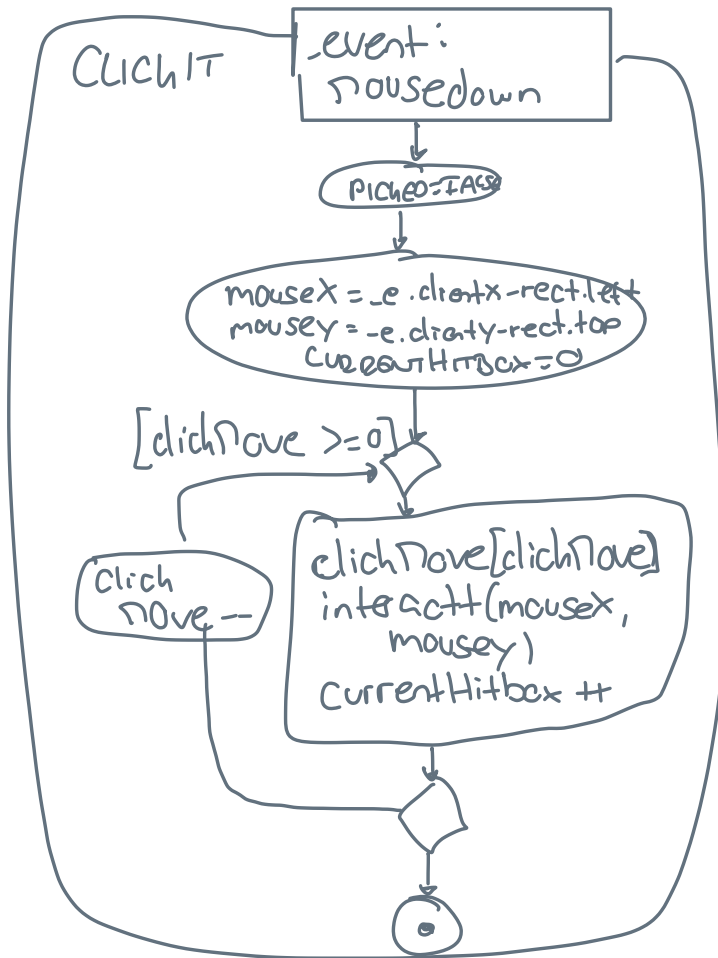 CLICKIT
_event:
mousedown
PICKED=FALSE
mouseX = _e.clientx-rect.left
mousey = _e.clienty-rect.top
CURRENTHITBOX=0
[clickMove >=0]
click
move --
clickMove[clickMove]
interactt(mouseX,
mousey)
currentHitbox ++